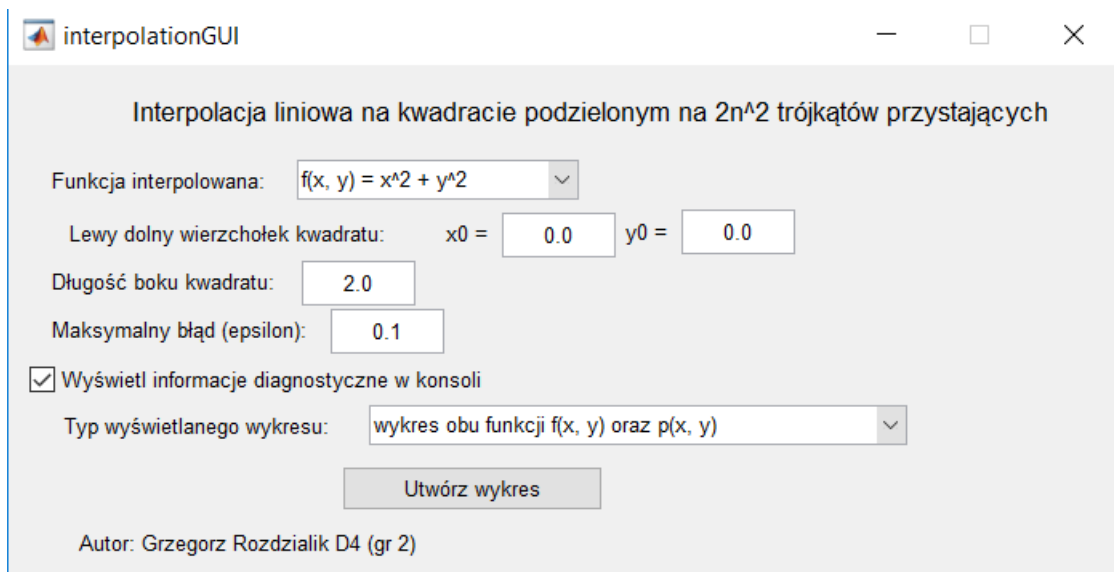 interpolationGUI
Interpolacja liniowa na kwadracie podzielonym na 2n^2 trójkątów przystających
Funkcja interpolowana: f(x, y) = x^2 + y^2
Lewy dolny wierzchołek kwadratu: x0 = 0.0 y0 = 0.0
Długość boku kwadratu: 2.0
Maksymalny błąd (epsilon): 0.1
Wyświetl informacje diagnostyczne w konsoli
Typ wyświetlanego wykresu: wykres obu funkcji f(x, y) oraz p(x, y)
Utwórz wykres
Autor: Grzegorz Rozdzialik D4 (gr 2)